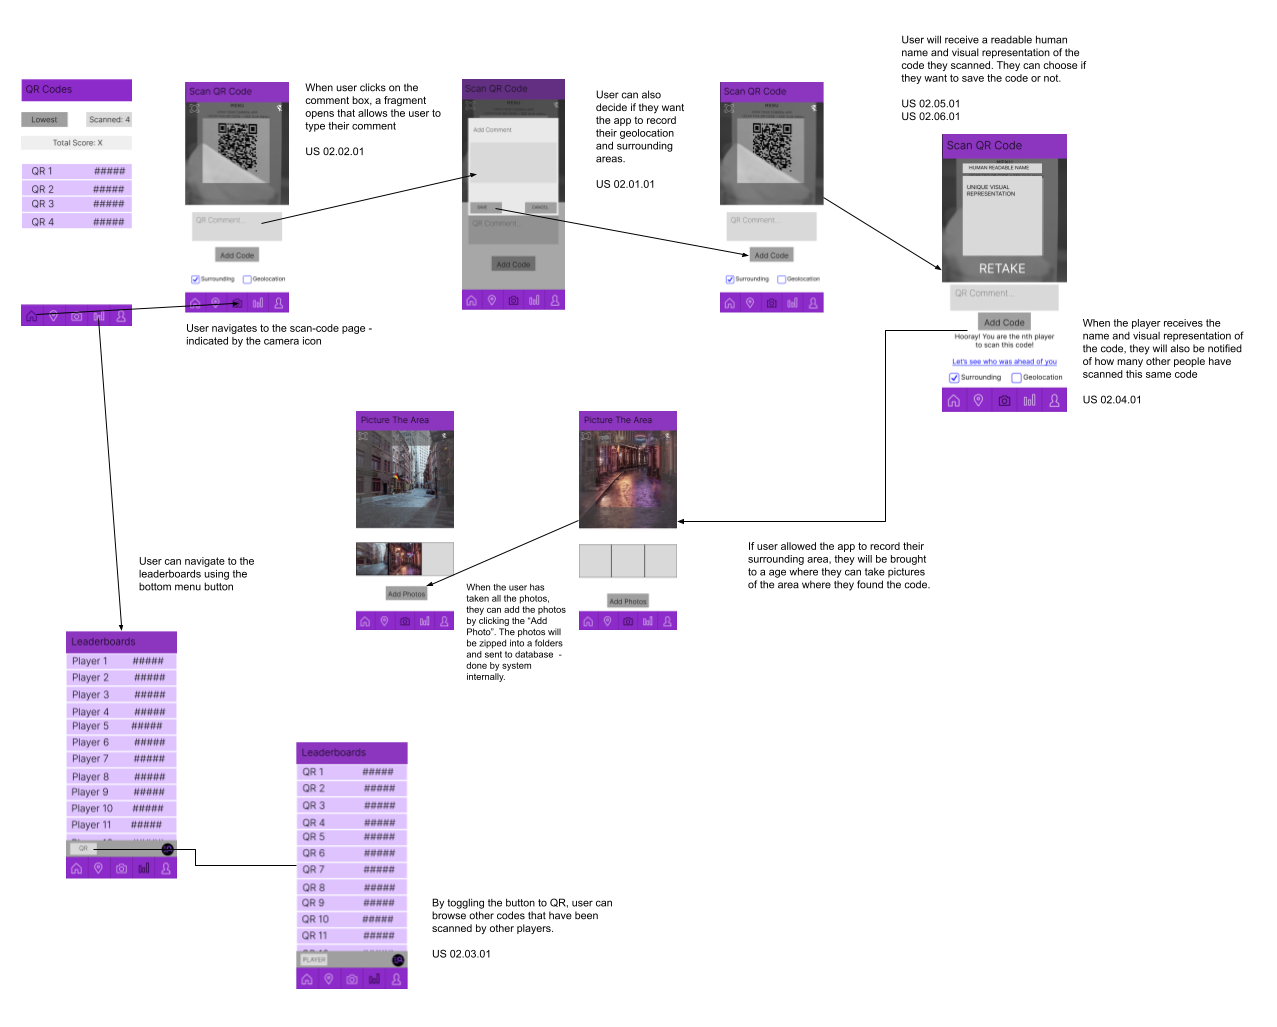 User will receive a readable human
name and visual representation of the
code they scanned. They can choose if
they want to save the code or not.
US 02.05.01
US 02.06.01
QR Codes
Lowest
Scanned: 4
Total Score: X
QR 1 #####
QR 2 #####
QR 3 #####
QR 4 #####
Scan QR Code
MENU
QR Comment...
Add Code
Surrounding
Geolocation
User navigates to the scan-code page -
indicated by the camera icon
When user clicks on the
comment box, a fragment
opens that allows the user to
type their comment
US 02.02.01
Scan QR Code
MENU
Add Comment
SAVE
CANCEL
QR Comment...
Add Code
User can also
decide if they want
the app to record
their geolocation
and surrounding
areas.
US 02.01.01
Scan QR Code
MENU
QR Comment...
Add Code
Surrounding
Geolocation
Scan QR Code
HUMAN READABLE NAME
UNIQUE VISUAL
REPRESENTATION
RETAKE
QR Comment...
Add Code
Hooray! You are the nth player
to scan this code!
Let's see who was ahead of you
Surrounding
Geolocation
When the player receives the
name and visual representation of
the code, they will also be notified
of how many other people have
scanned this same code
US 02.04.01
Picture The Area
Add Photos
When the user has
taken all the photos,
they can add the photos
by clicking the “Add
Photo”. The photos will
be zipped into a folders
and sent to database -
done by system
internally.
Picture The Area
Add Photos
If user allowed the app to record their
surrounding area, they will be brought
to a age where they can take pictures
of the area where they found the code.
User can navigate to the
leaderboards using the
bottom menu button
Leaderboards
Player 1 #####
Player 2 #####
Player 3 #####
Player 4 #####
Player 5 #####
Player 6 #####
Player 7 #####
Player 8 #####
Player 9 #####
Player 10 #####
Player 11 #####
QR
Leaderboards
QR 1 #####
QR 2 #####
QR 3 #####
QR 4 #####
QR 5 #####
QR 6 #####
QR 7 #####
QR 8 #####
QR 9 #####
QR 10 #####
QR 11 #####
PLAYER
By toggling the button to QR, user can
browse other codes that have been
scanned by other players.
US 02.03.01